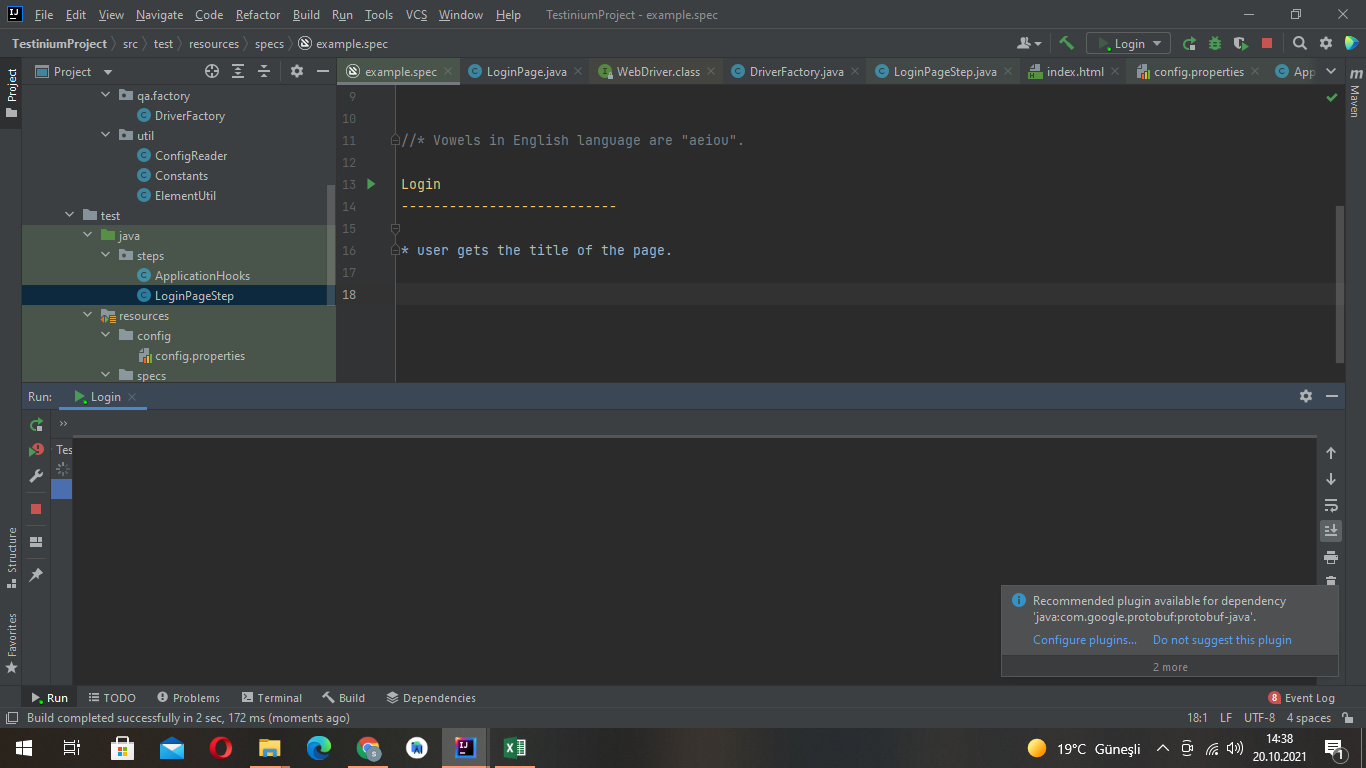 File Edit View Navigate Code Refactor Build Run Tools VCS Window Help TestiniumProject - example.spec
TestiniumProject src test resources specs example.spec Login
Project
Project example.spec LoginPage.java WebDriver.class DriverFactory.java LoginPageStep.java index.html config.properties App
Maven
qa.factory
DriverFactory
util
ConfigReader
Constants
ElementUtil
test
java
steps
ApplicationHooks
LoginPageStep
resources
config
config.properties
specs
9
10
11 //* Vowels in English language are "aeiou".
12
13 Login
14 ---------------------------
15
16 * user gets the title of the page.
17
18
Run: Login
»
Tes
Structure
Favorites
Recommended plugin available for dependency
'java:com.google.protobuf:protobuf-java'.
Configure plugins... Do not suggest this plugin
2 more
Run TODO Problems Terminal Build Dependencies 8 Event Log
Build completed successfully in 2 sec, 172 ms (moments ago) 18:1 LF UTF-8 4 spaces
19°C Güneşli 14:38
20.10.2021 1